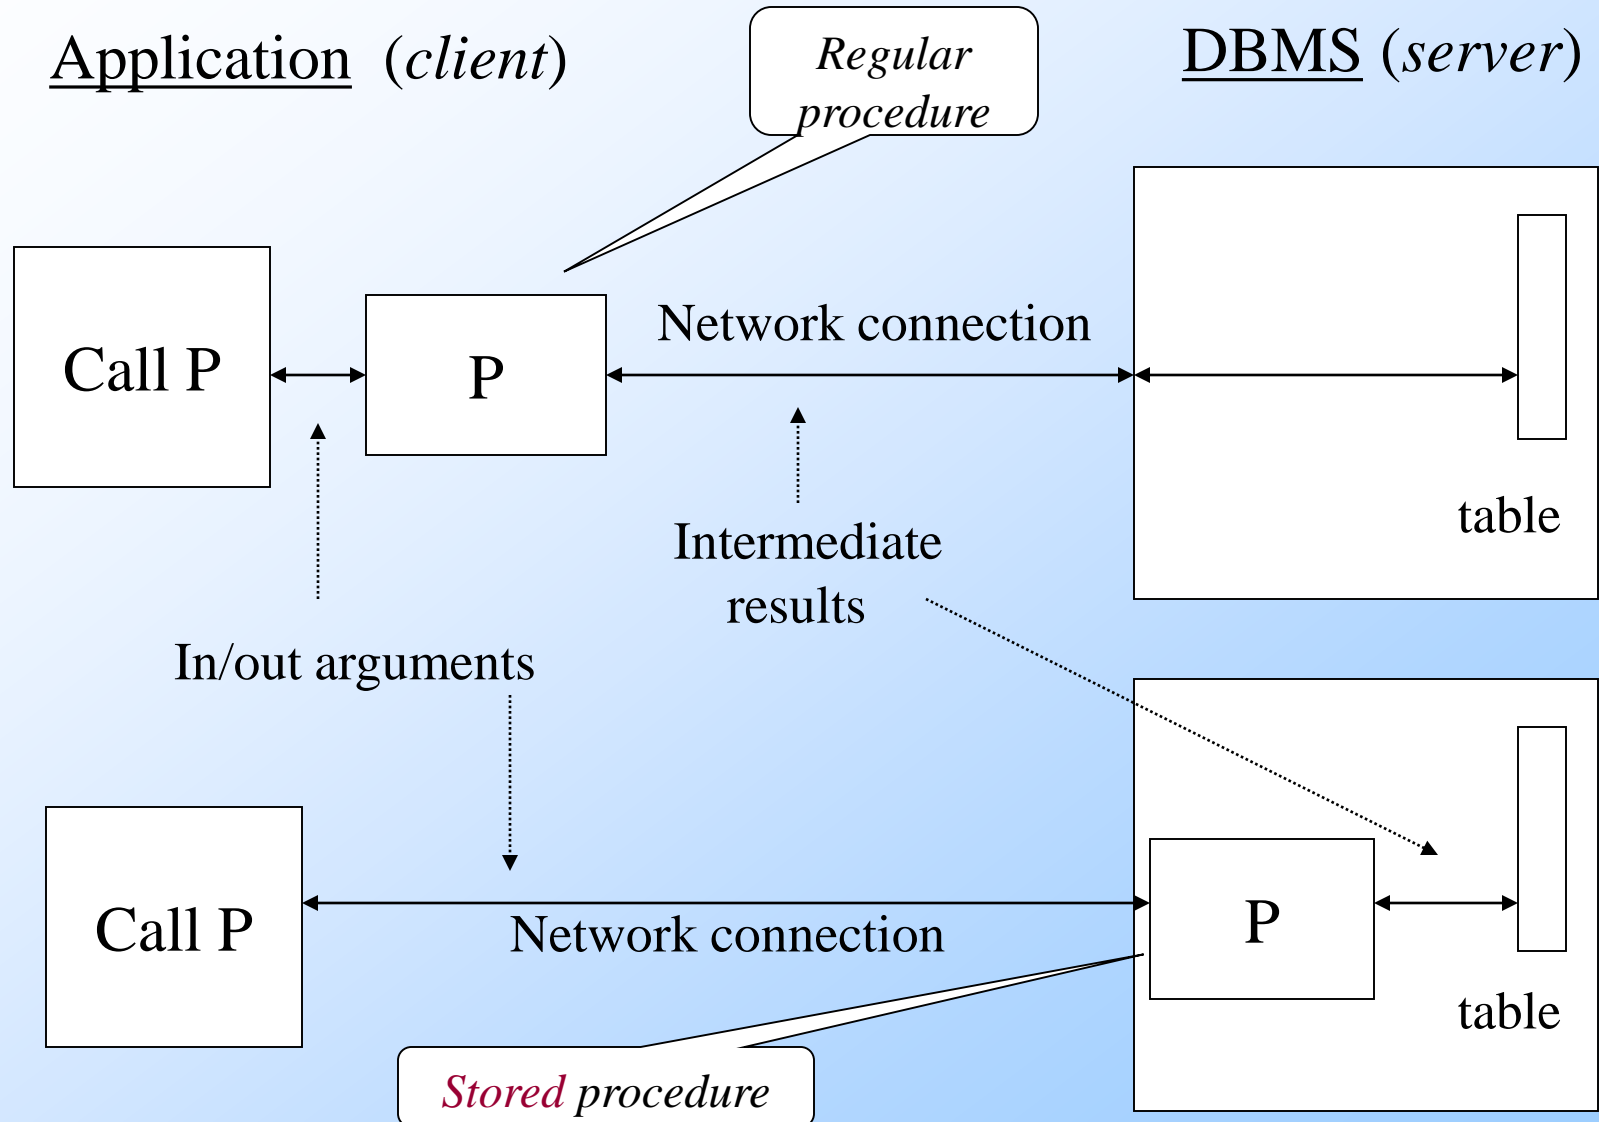 Application (client)
Regular
procedure
DBMS (server)
Call P
P
Network connection
table
Intermediate
results
In/out arguments
Call P
Network connection
P
table
Stored procedure